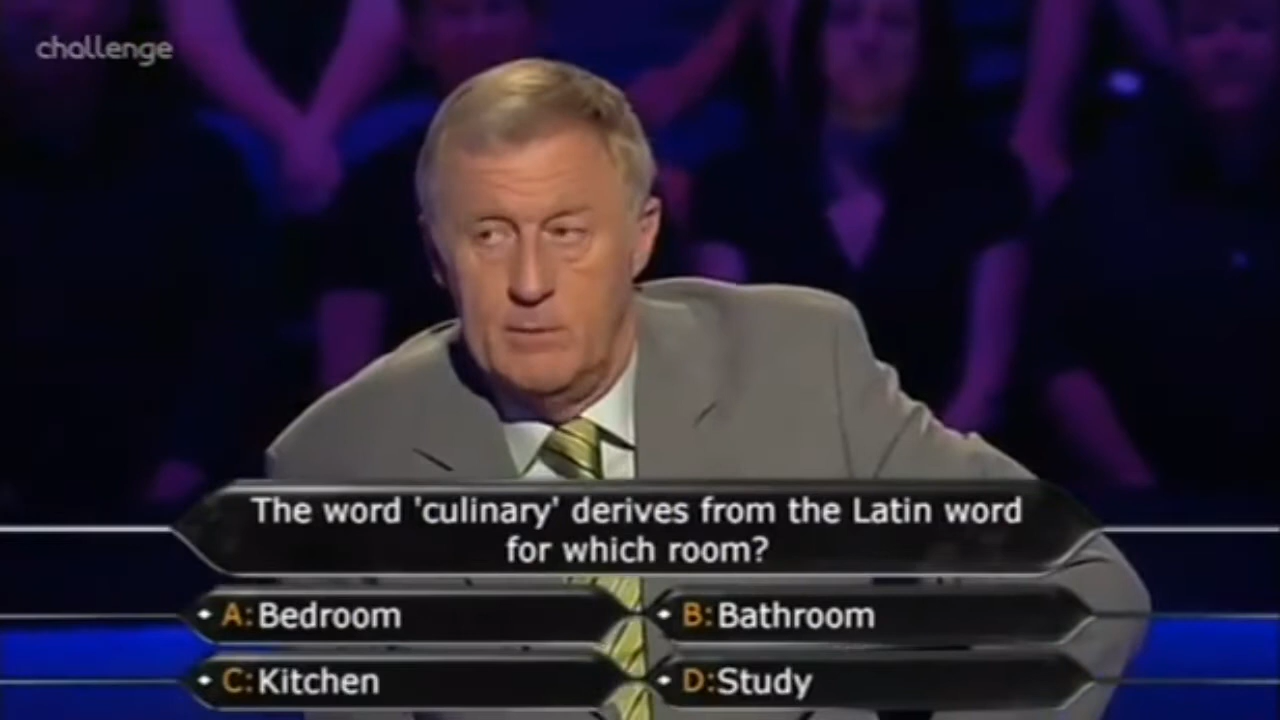 challenge
The word 'culinary' derives from the Latin word
for which room?
A: Bedroom
B: Bathroom
C: Kitchen
D: Study